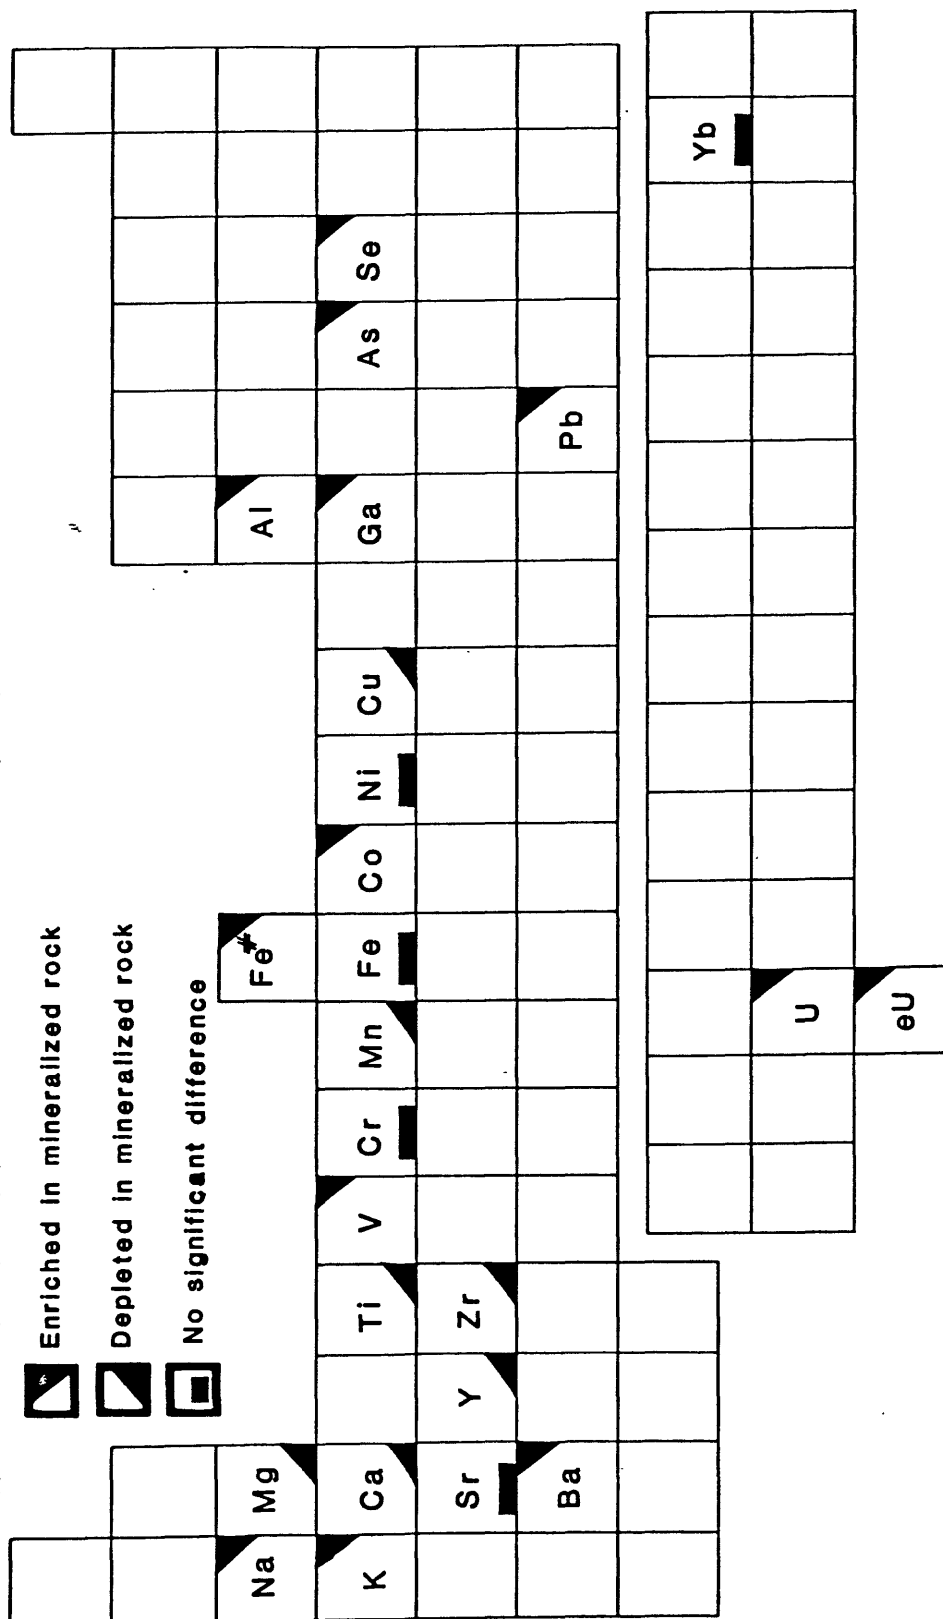 Enriched in mineralized rock
Depleted in mineralized rock
No significant difference
Na Mg Fe# Al
K Ca Ti V Cr Mn Fe Co Ni Cu Ga As Se
Sr Y Zr
Ba Pb
Yb
U
eU